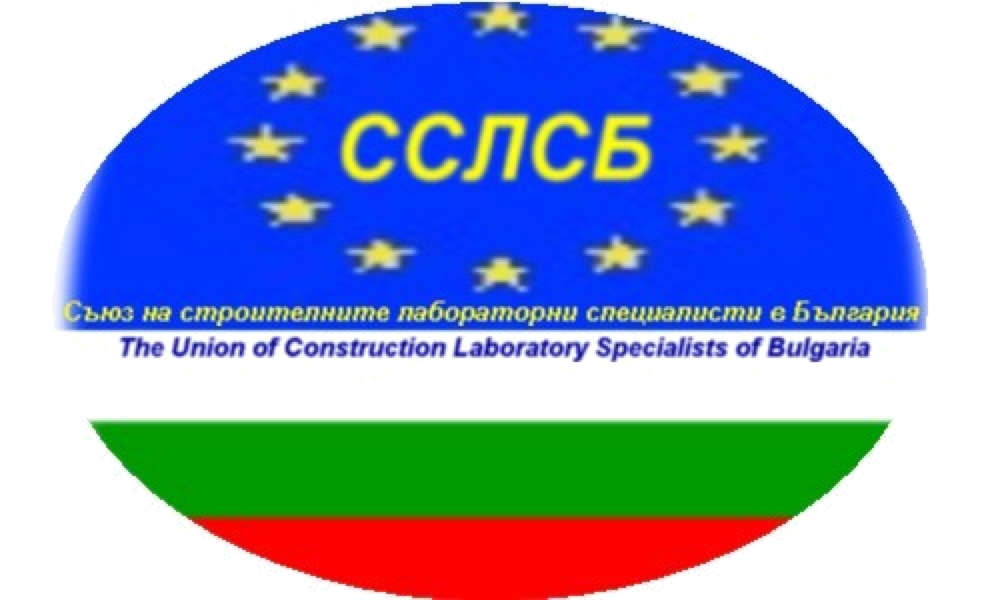 ССЛСБ
Съюз на строителните лабораторни специалисти в България
The Union of Construction Laboratory Specialists of Bulgaria